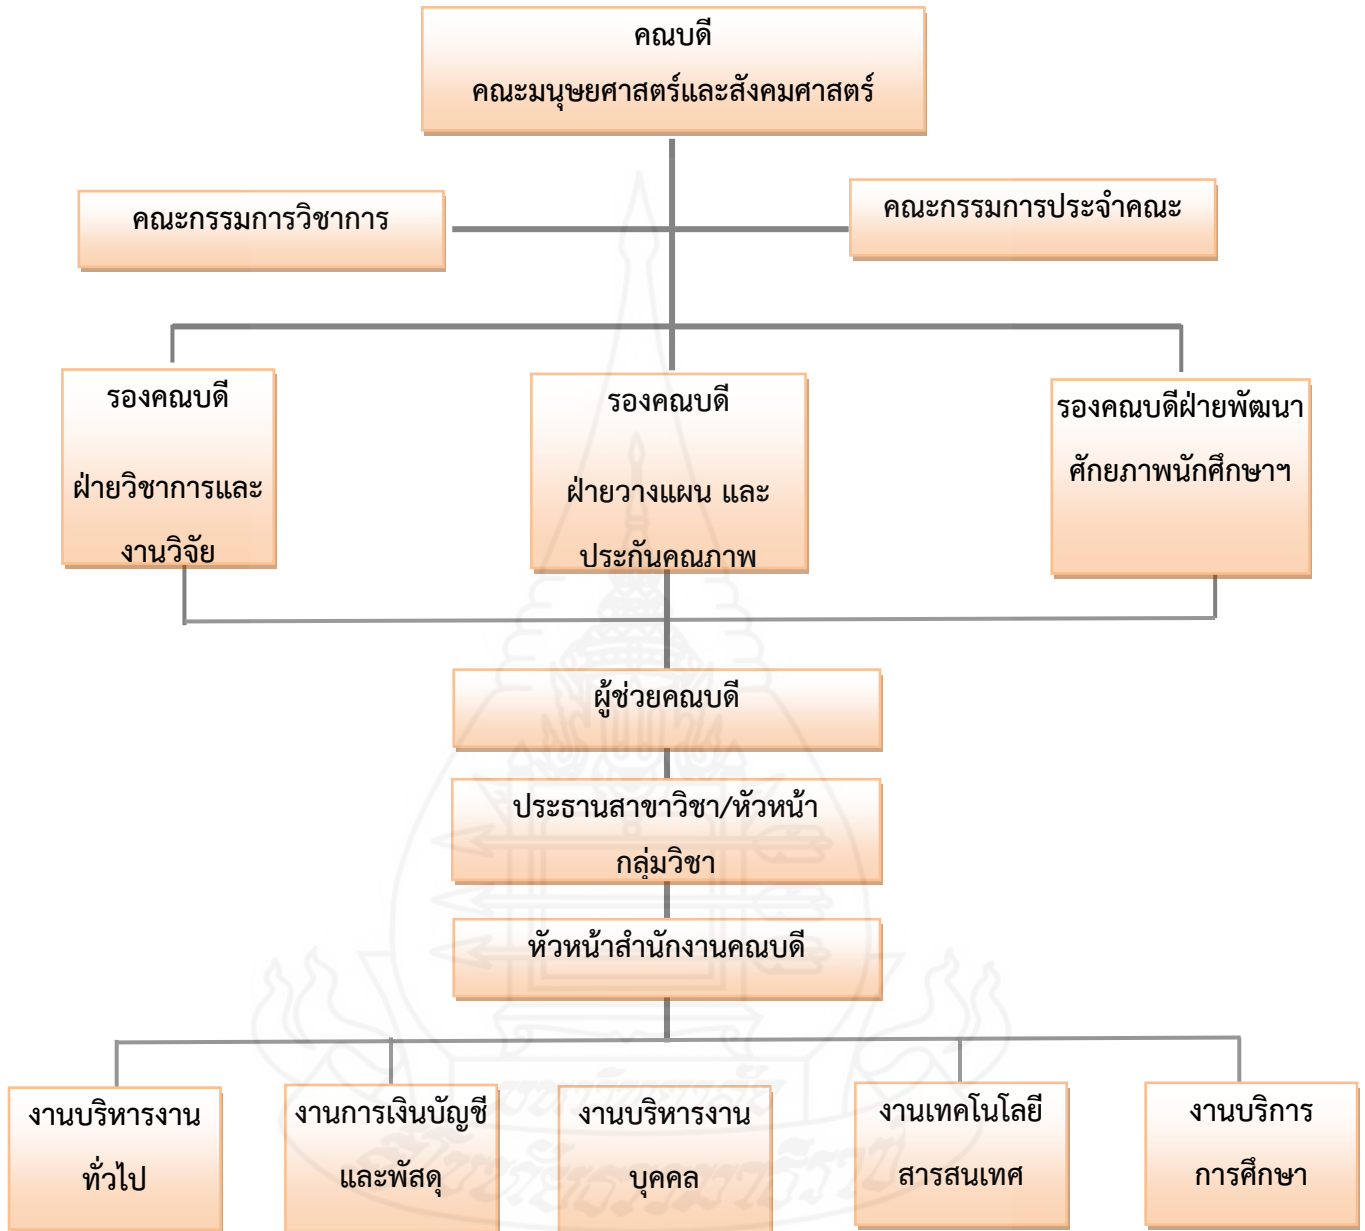 คณบดี
คณะมนุษยศาสตร์และสังคมศาสตร์
คณะกรรมการวิชาการ
คณะกรรมการประจำคณะ
รองคณบดี
ฝ่ายวิชาการและ
งานวิจัย
รองคณบดี
ฝ่ายวางแผน และ
ประกันคุณภาพ
รองคณบดีฝ่ายพัฒนา
ศักยภาพนักศึกษาฯ
ผู้ช่วยคณบดี
ประธานสาขาวิชา/หัวหน้า
กลุ่มวิชา
หัวหน้าสำนักงานคณบดี
งานบริหารงาน
ทั่วไป
งานการเงินบัญชี
และพัสดุ
งานบริหารงาน
บุคคล
งานเทคโนโลยี
สารสนเทศ
งานบริการ
การศึกษา